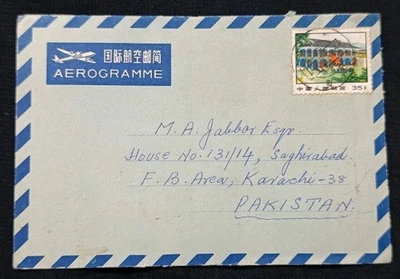 国际航空邮简
AEROGRAMME
中国人民邮政 35分
M. A. Jabbar Esqr.
House No. 131/14, Saghirabad.
F. B. Area, Karachi-38
PAKISTAN.